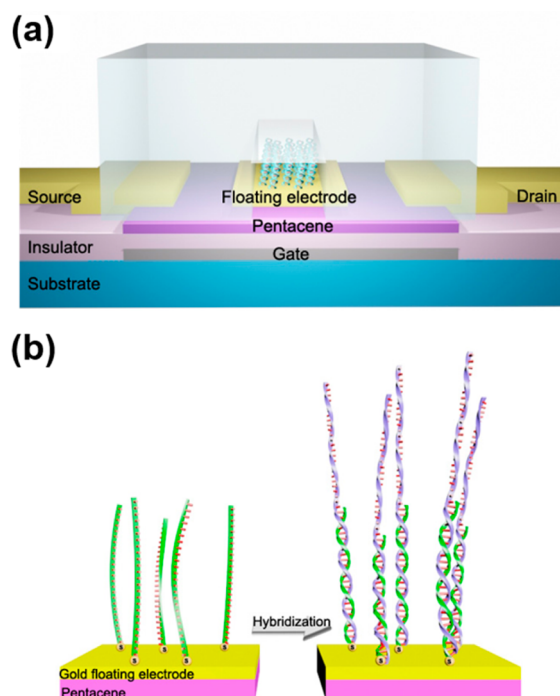 (a)
Source
Floating electrode
Drain
Pentacene
Insulator
Gate
Substrate
(b)
Hybridization
S S S S S
S S S S S
Gold floating electrode
Pentacene